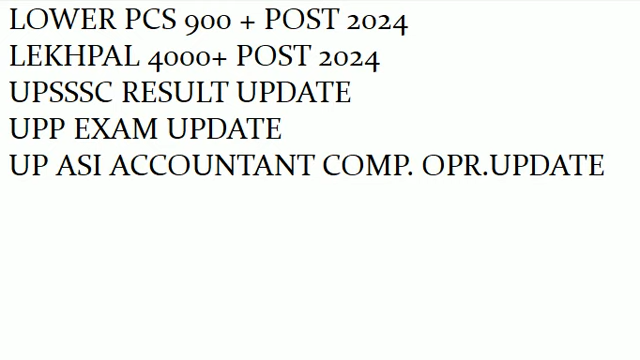 LOWER PCS 900 + POST 2024
LEKHPAL 4000+ POST 2024
UPSSSC RESULT UPDATE
UPP EXAM UPDATE
UP ASI ACCOUNTANT COMP. OPR.UPDATE